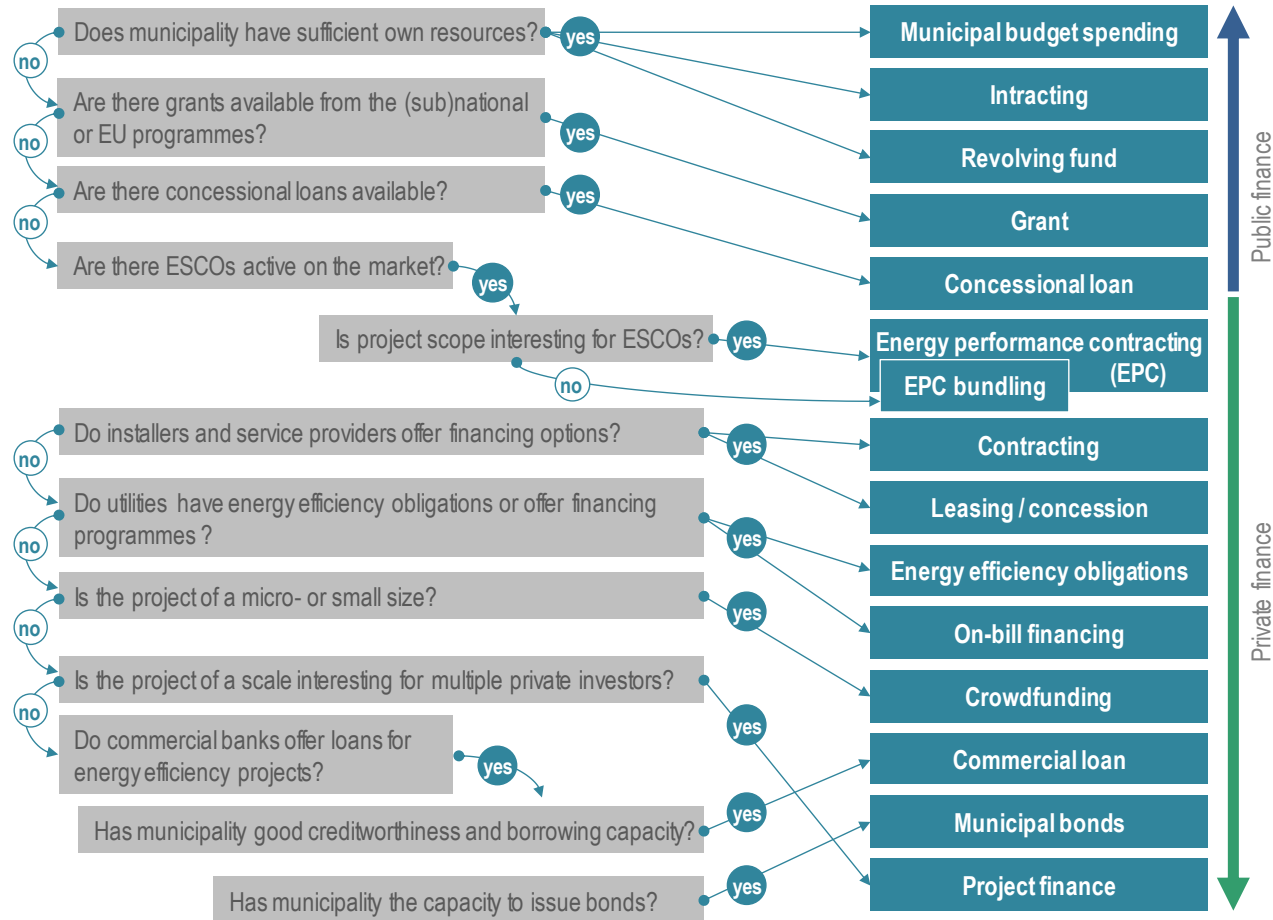 Does municipality have sufficient own resources?
yes
Municipal budget spending
no
Intracting
Are there grants available from the (sub)national
or EU programmes?
yes
Revolving fund
no
Are there concessional loans available?
yes
Grant
no
Are there ESCOs active on the market?
yes
Concessional loan
Public finance
Is project scope interesting for ESCOs?
yes
Energy performance contracting
(EPC)
no
EPC bundling
Do installers and service providers offer financing options?
yes
Contracting
no
Leasing / concession
Do utilities have energy efficiency obligations or offer financing
programmes ?
yes
Energy efficiency obligations
no
Is the project of a micro- or small size?
yes
On-bill financing
no
Is the project of a scale interesting for multiple private investors?
yes
Crowdfunding
no
Do commercial banks offer loans for
energy efficiency projects?
yes
Commercial loan
Has municipality good creditworthiness and borrowing capacity?
yes
Municipal bonds
Has municipality the capacity to issue bonds?
yes
Project finance
Private finance